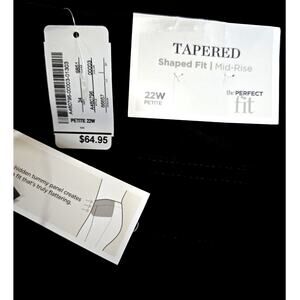 TAPERED
Shaped Fit | Mid-Rise
22W
PETITE
the PERFECT
fit
PETITE 22W
$64.95
hidden tummy panel creates
fit that's truly flattering.